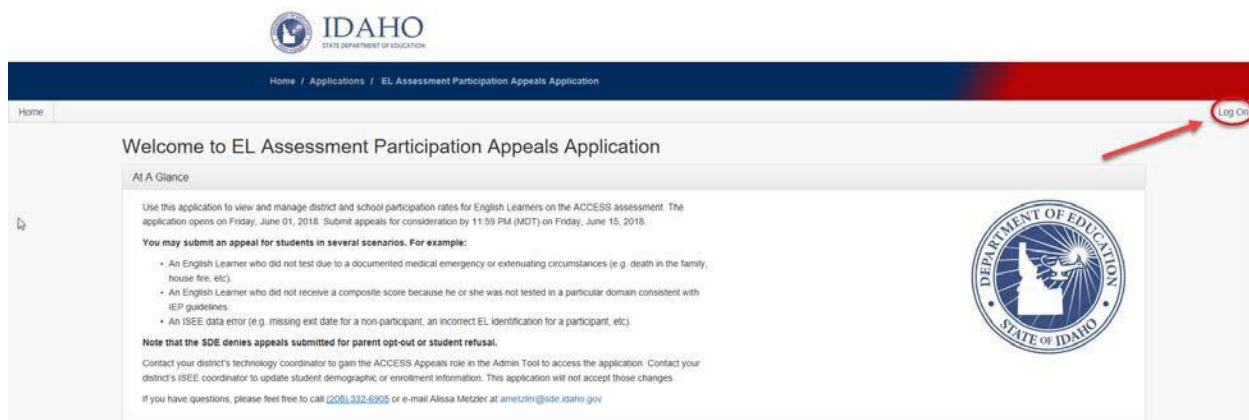 IDAHO
STATE DEPARTMENT OF EDUCATION
Home / Applications / EL Assessment Participation Appeals Application
Home
Log On
Welcome to EL Assessment Participation Appeals Application
At A Glance
Use this application to view and manage district and school participation rates for English Learners on the ACCESS assessment. The
application opens on Friday, June 01, 2018. Submit appeals for consideration by 11:59 PM (MDT) on Friday, June 15, 2018.
You may submit an appeal for students in several scenarios. For example:
• An English Learner who did not test due to a documented medical emergency or extenuating circumstances (e.g. death in the family,
house fire, etc).
• An English Learner who did not receive a composite score because he or she was not tested in a particular domain consistent with
IEP guidelines.
• An ISEE data error (e.g. missing exit date for a non-participant, an incorrect EL identification for a participant, etc).
Note that the SDE denies appeals submitted for parent opt-out or student refusal.
Contact your district's technology coordinator to gain the ACCESS Appeals role in the Admin Tool to access the application. Contact your
district's ISEE coordinator to update student demographic or enrollment information. This application will not accept those changes.
If you have questions, please feel free to call (208) 332-6905 or e-mail Alissa Metzler at ametzler@sde.idaho.gov
DEPARTMENT OF EDUCATION
STATE OF IDAHO